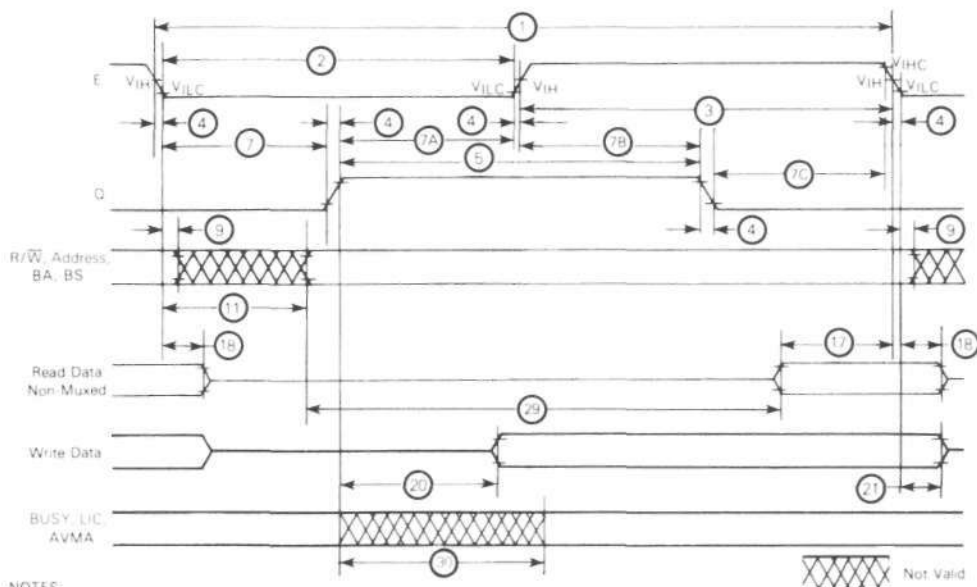 1
2
E VIH VILC VILC VIH VIHC VIH VILC
3
4 7 4 4 7A 7B 4
5
7C
Q
9 4 9
R/W, Address,
BA, BS
11
18 17 18
Read Data
Non-Muxed
29
Write Data
20 21
BUSY, LIC,
AVMA
30
Not Valid
NOTES: